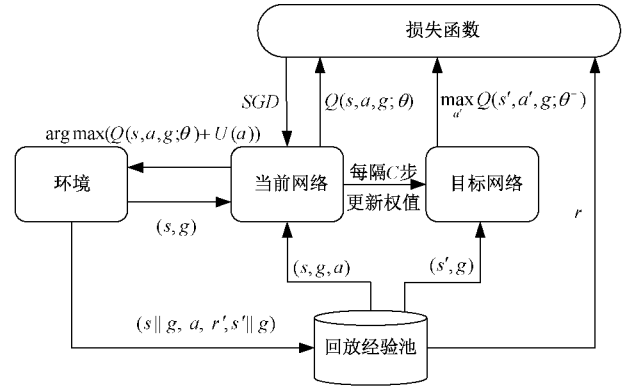 损失函数
SGD
Q(s,a,g;θ)
max Q(s′,a′,g;θ⁻)
a′
arg max(Q(s,a,g;θ)+U(a))
环境
当前网络
每隔C步
更新权值
目标网络
(s,g)
r
(s,g,a)
(s′,g)
(s||g, a, r′,s′||g)
回放经验池